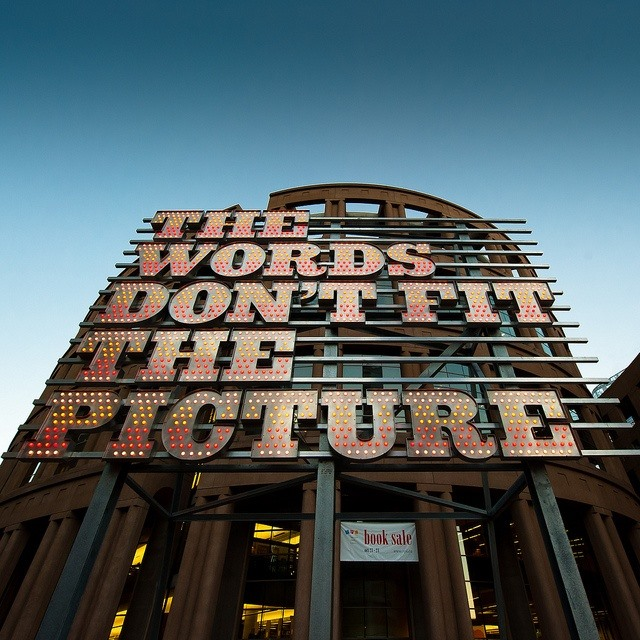 THE
WORDS
DON'T FIT
THE
PICTURE
book sale